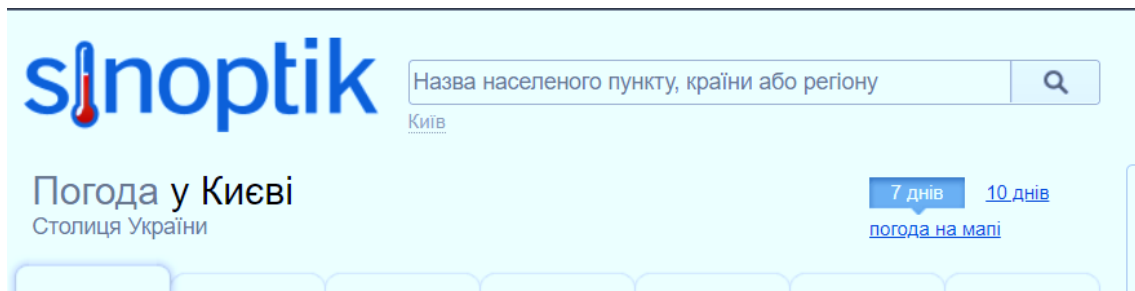 sinoptik
Назва населеного пункту, країни або регіону
Київ
Погода у Києві
Столиця України
7 днів 10 днів
погода на мапі